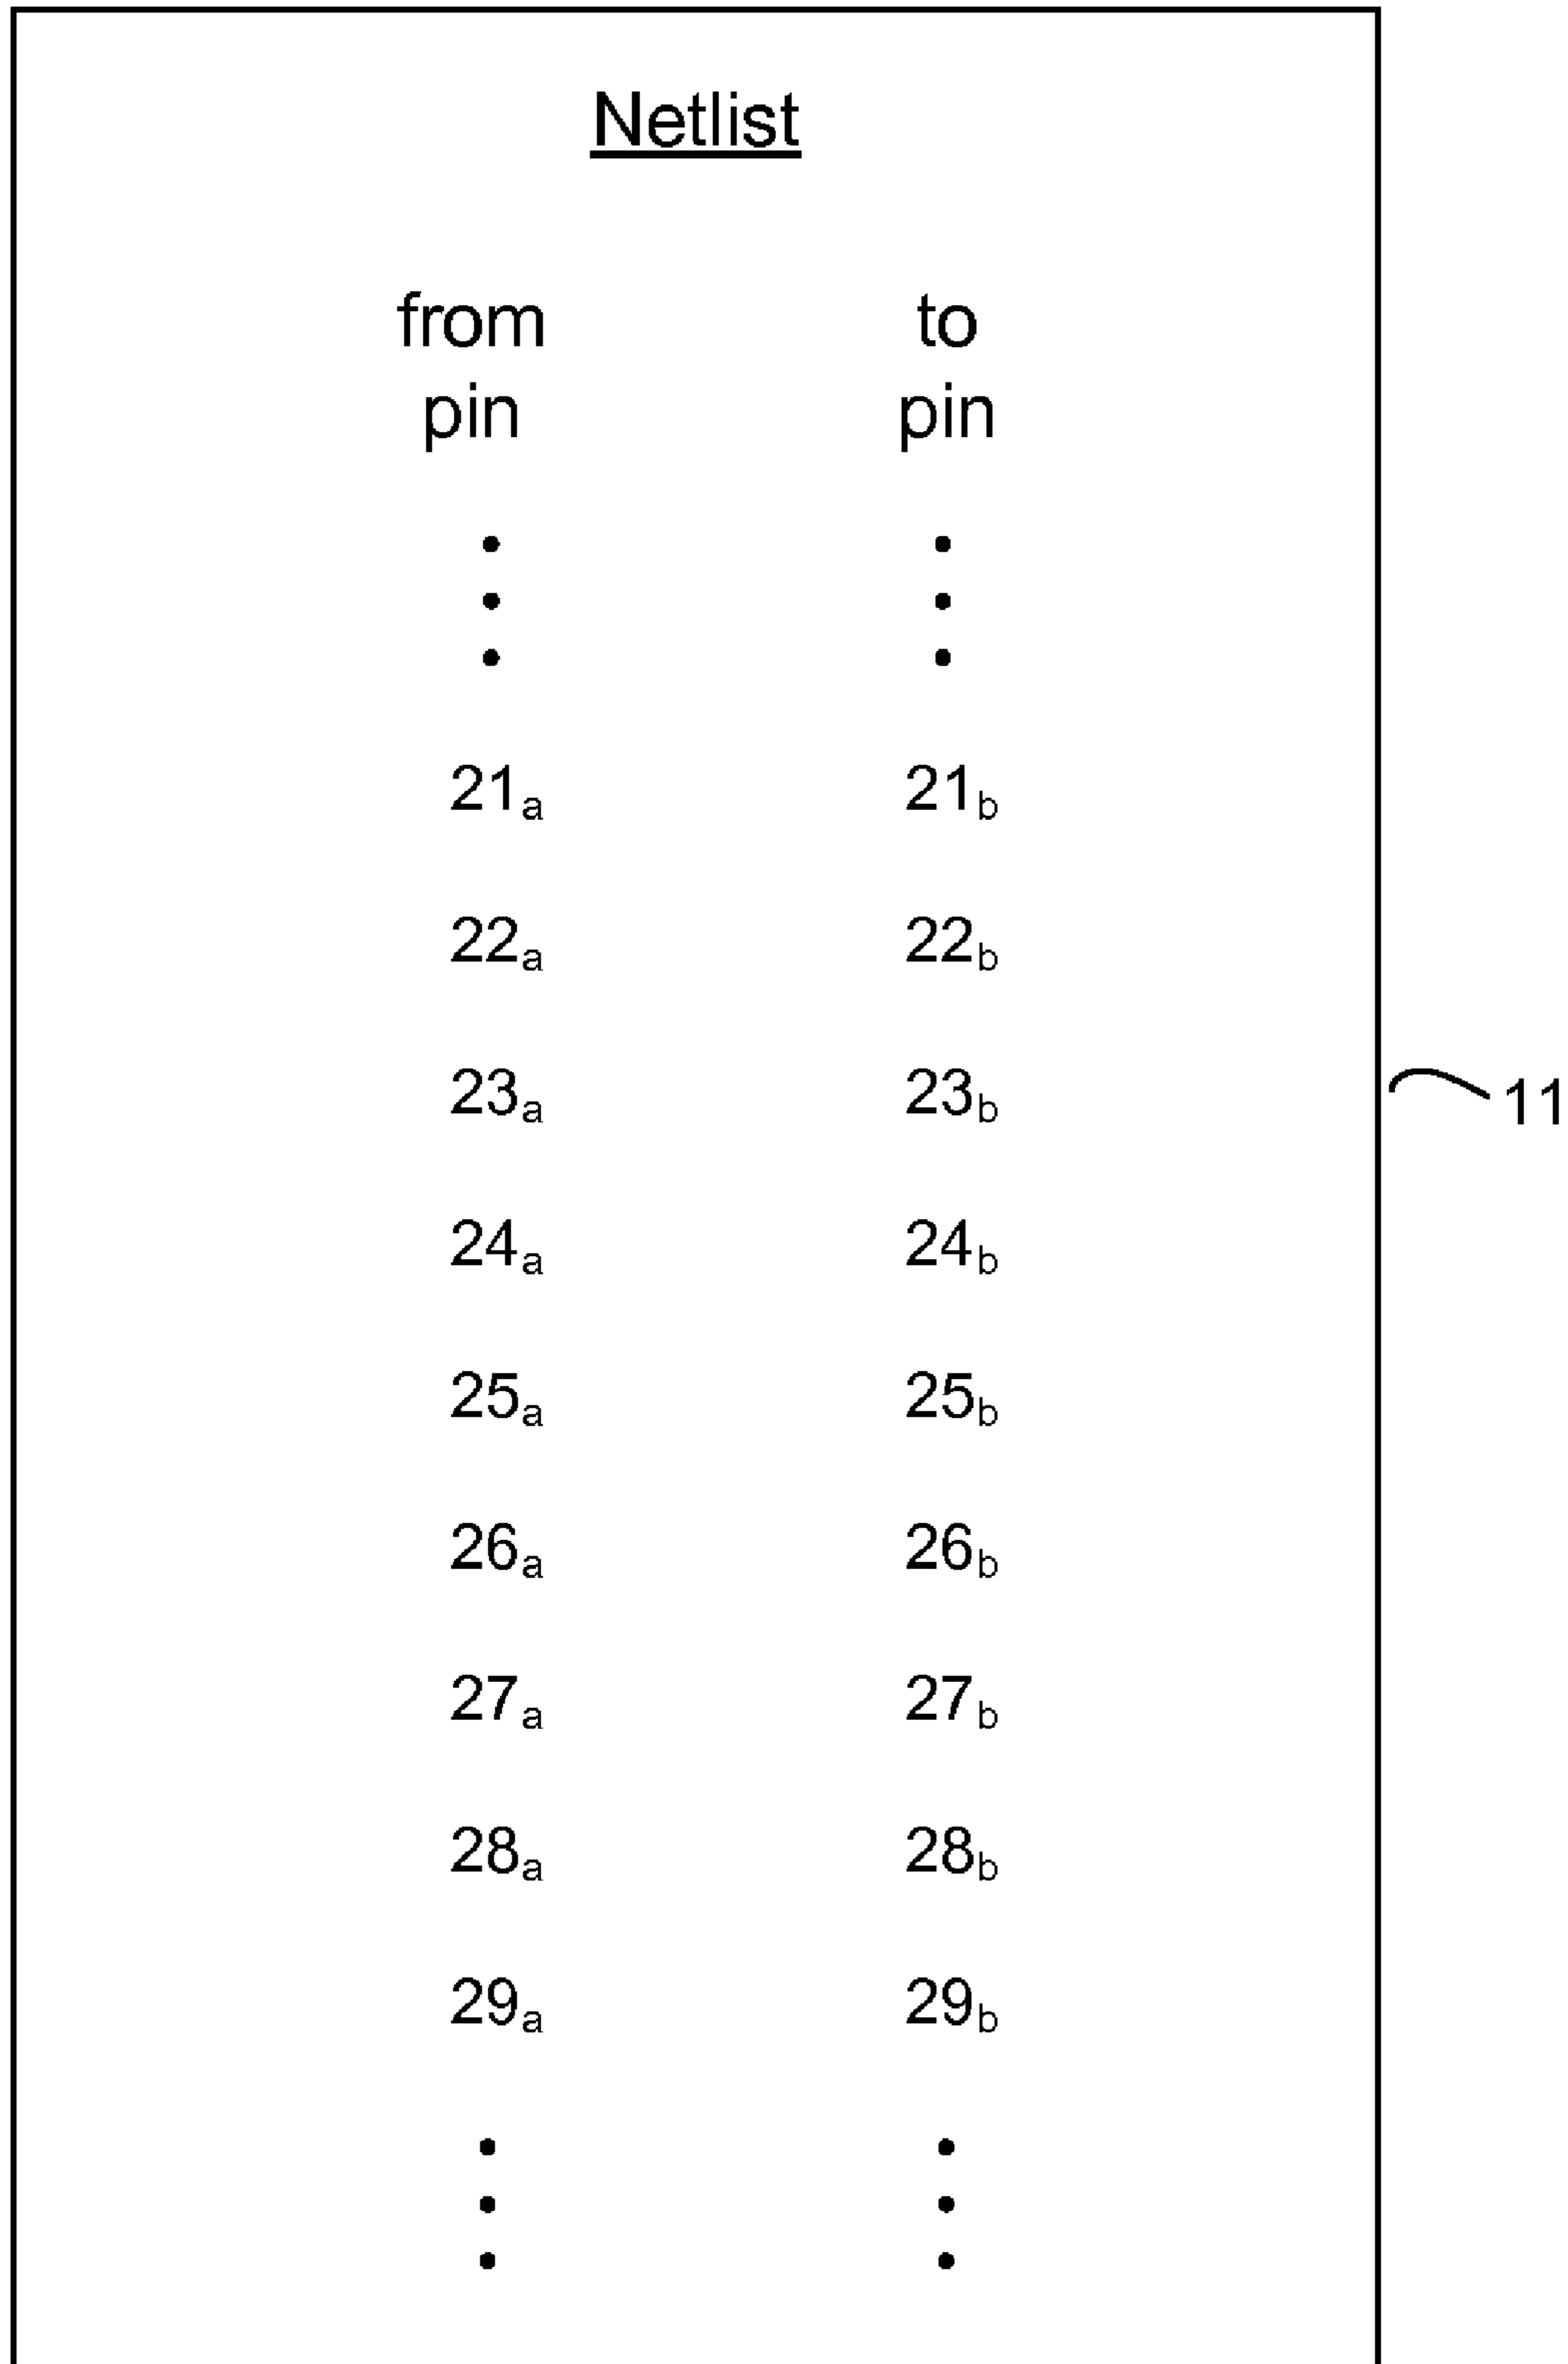 Netlist
from to
pin pin
21a 21b
22a 22b
23a 23b
11
24a 24b
25a 25b
26a 26b
27a 27b
28a 28b
29a 29b